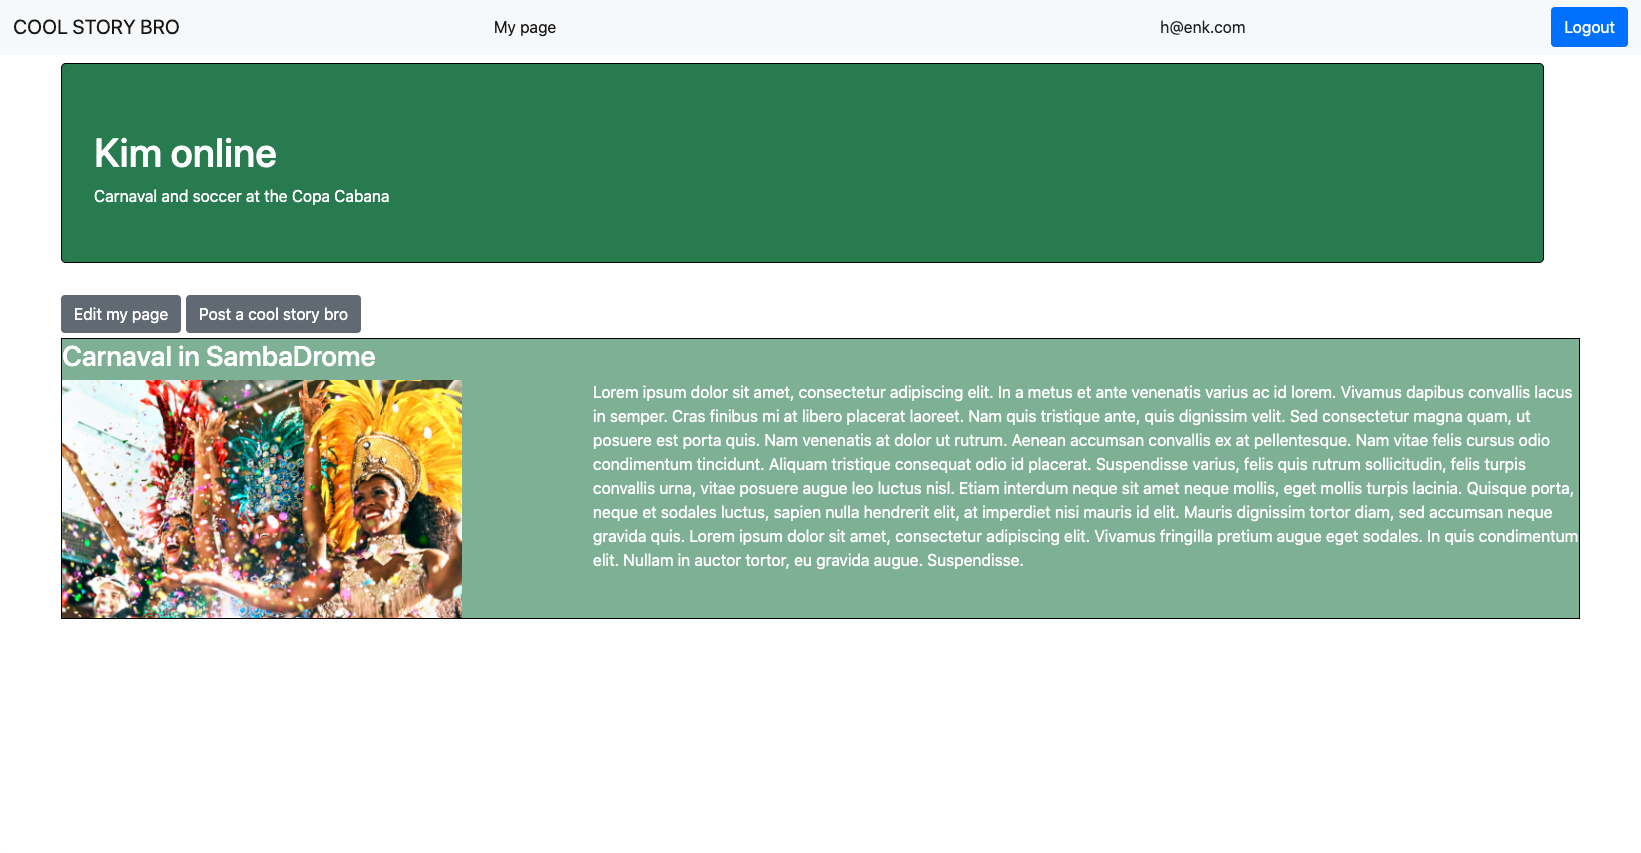 COOL STORY BRO My page h@enk.com Logout
Kim online
Carnaval and soccer at the Copa Cabana
Edit my page Post a cool story bro
Carnaval in SambaDrome
Lorem ipsum dolor sit amet, consectetur adipiscing elit. In a metus et ante venenatis varius ac id lorem. Vivamus dapibus convallis lacus
in semper. Cras finibus mi at libero placerat laoreet. Nam quis tristique ante, quis dignissim velit. Sed consectetur magna quam, ut
posuere est porta quis. Nam venenatis at dolor ut rutrum. Aenean accumsan convallis ex at pellentesque. Nam vitae felis cursus odio
condimentum tincidunt. Aliquam tristique consequat odio id placerat. Suspendisse varius, felis quis rutrum sollicitudin, felis turpis
convallis urna, vitae posuere augue leo luctus nisl. Etiam interdum neque sit amet neque mollis, eget mollis turpis lacinia. Quisque porta,
neque et sodales luctus, sapien nulla hendrerit elit, at imperdiet nisi mauris id elit. Mauris dignissim tortor diam, sed accumsan neque
gravida quis. Lorem ipsum dolor sit amet, consectetur adipiscing elit. Vivamus fringilla pretium augue eget sodales. In quis condimentum
elit. Nullam in auctor tortor, eu gravida augue. Suspendisse.